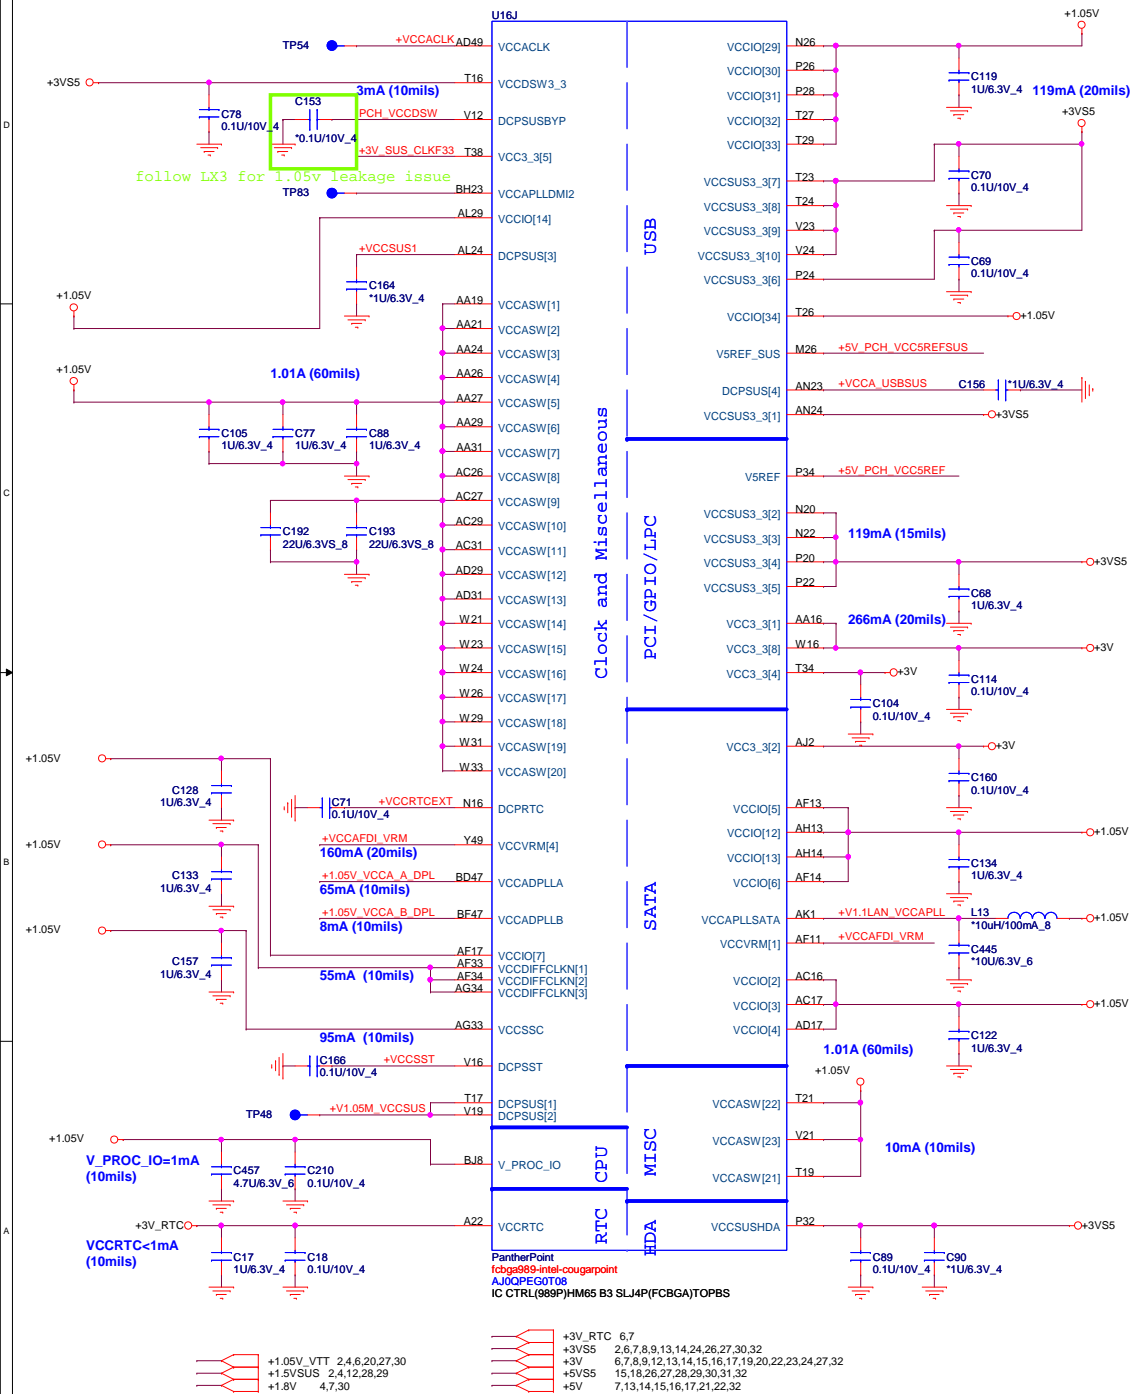 U16J
TP54
+VCCACLK
AD49
VCCACLK
+3VS5
T16
VCCDSW3_3
3mA (10mils)
C78
0.1U/10V_4
C153
*0.1U/10V_4
PCH_VCCDSW
V12
DCPSUSBYP
+3V_SUS_CLKF33
T38
VCC3_3[5]
follow LX3 for 1.05v leakage issue
TP83
BH23
VCCAPLLDMI2
AL29
VCCIO[14]
+VCCSUS1
AL24
DCPSUS[3]
C164
*1U/6.3V_4
+1.05V
AA19
VCCASW[1]
AA21
VCCASW[2]
AA24
VCCASW[3]
AA26
VCCASW[4]
+1.05V
1.01A (60mils)
AA27
VCCASW[5]
AA29
VCCASW[6]
AA31
VCCASW[7]
AC26
VCCASW[8]
AC27
VCCASW[9]
AC29
VCCASW[10]
AC31
VCCASW[11]
AD29
VCCASW[12]
AD31
VCCASW[13]
W21
VCCASW[14]
W23
VCCASW[15]
W24
VCCASW[16]
W26
VCCASW[17]
W29
VCCASW[18]
W31
VCCASW[19]
W33
VCCASW[20]
C105
1U/6.3V_4
C77
1U/6.3V_4
C88
1U/6.3V_4
C192
22U/6.3VS_8
C193
22U/6.3VS_8
+1.05V
C128
1U/6.3V_4
C71
0.1U/10V_4
+VCCRTCEXT
N16
DCPRTC
+VCCAFDI_VRM
160mA (20mils)
Y49
VCCVRM[4]
+1.05V
C133
1U/6.3V_4
+1.05V_VCCA_A_DPL
65mA (10mils)
BD47
VCCADPLLA
+1.05V_VCCA_B_DPL
8mA (10mils)
BF47
VCCADPLLB
+1.05V
C157
1U/6.3V_4
AF17
VCCIO[7]
AF33
VCCDIFFCLKN[1]
AF34
VCCDIFFCLKN[2]
AG34
VCCDIFFCLKN[3]
55mA (10mils)
AG33
VCCSSC
95mA (10mils)
C166
0.1U/10V_4
+VCCSST
V16
DCPSST
TP48
+V1.05M_VCCSUS
T17
DCPSUS[1]
V19
DCPSUS[2]
+1.05V
V_PROC_IO=1mA
(10mils)
C457
4.7U/6.3V_6
C210
0.1U/10V_4
BJ8
V_PROC_IO
+3V_RTC
VCCRTC<1mA
(10mils)
C17
1U/6.3V_4
C18
0.1U/10V_4
A22
VCCRTC
Clock and Miscellaneous
USB
PCI/GPIO/LPC
SATA
MISC
CPU
RTC
HDA
VCCIO[29]
N26
VCCIO[30]
P26
VCCIO[31]
P28
VCCIO[32]
T27
VCCIO[33]
T29
+1.05V
C119
1U/6.3V_4
119mA (20mils)
+3VS5
VCCSUS3_3[7]
T23
VCCSUS3_3[8]
T24
VCCSUS3_3[9]
V23
VCCSUS3_3[10]
V24
VCCSUS3_3[6]
P24
C70
0.1U/10V_4
C69
0.1U/10V_4
VCCIO[34]
T26
+1.05V
V5REF_SUS
M26
+5V_PCH_VCC5REFSUS
DCPSUS[4]
AN23
+VCCA_USBSUS
C156
*1U/6.3V_4
VCCSUS3_3[1]
AN24
+3VS5
V5REF
P34
+5V_PCH_VCC5REF
VCCSUS3_3[2]
N20
VCCSUS3_3[3]
N22
VCCSUS3_3[4]
P20
VCCSUS3_3[5]
P22
119mA (15mils)
+3VS5
C68
1U/6.3V_4
VCC3_3[1]
AA16
266mA (20mils)
VCC3_3[8]
W16
+3V
VCC3_3[4]
T34
+3V
C114
0.1U/10V_4
C104
0.1U/10V_4
VCC3_3[2]
AJ2
+3V
C160
0.1U/10V_4
VCCIO[5]
AF13
VCCIO[12]
AH13
VCCIO[13]
AH14
VCCIO[6]
AF14
+1.05V
C134
1U/6.3V_4
VCCAPLLSATA
AK1
+V1.1LAN_VCCAPLL
L13
*10uH/100mA_8
+1.05V
VCCVRM[1]
AF11
+VCCAFDI_VRM
C445
*10U/6.3V_6
VCCIO[2]
AC16
VCCIO[3]
AC17
VCCIO[4]
AD17
+1.05V
C122
1U/6.3V_4
1.01A (60mils)
+1.05V
VCCASW[22]
T21
VCCASW[23]
V21
VCCASW[21]
T19
10mA (10mils)
VCCSUSHDA
P32
+3VS5
C89
0.1U/10V_4
C90
*1U/6.3V_4
PantherPoint
fcbga989-intel-cougarpoint
AJ0QPEG0T08
IC CTRL(989P)HM65 B3 SLJ4P(FCBGA)TOPBS
+1.05V_VTT 2,4,6,20,27,30
+1.5VSUS 2,4,12,28,29
+1.8V 4,7,30
+3V_RTC 6,7
+3VS5 2,6,7,8,9,13,14,24,26,27,30,32
+3V 6,7,8,9,12,13,14,15,16,17,19,20,22,23,24,27,32
+5VS5 15,18,26,27,28,29,30,31,32
+5V 7,13,14,15,16,17,21,22,32
D
C
B
A